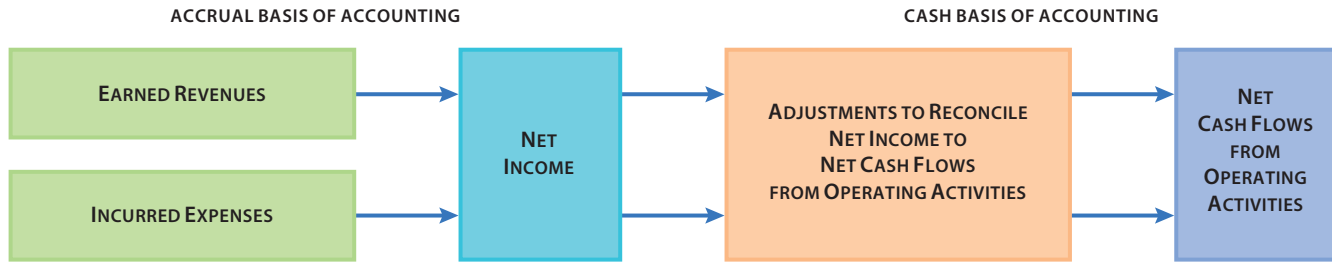 ACCRUAL BASIS OF ACCOUNTING
CASH BASIS OF ACCOUNTING
EARNED REVENUES
INCURRED EXPENSES
NET
INCOME
ADJUSTMENTS TO RECONCILE
NET INCOME TO
NET CASH FLOWS
FROM OPERATING ACTIVITIES
NET
CASH FLOWS
FROM
OPERATING
ACTIVITIES